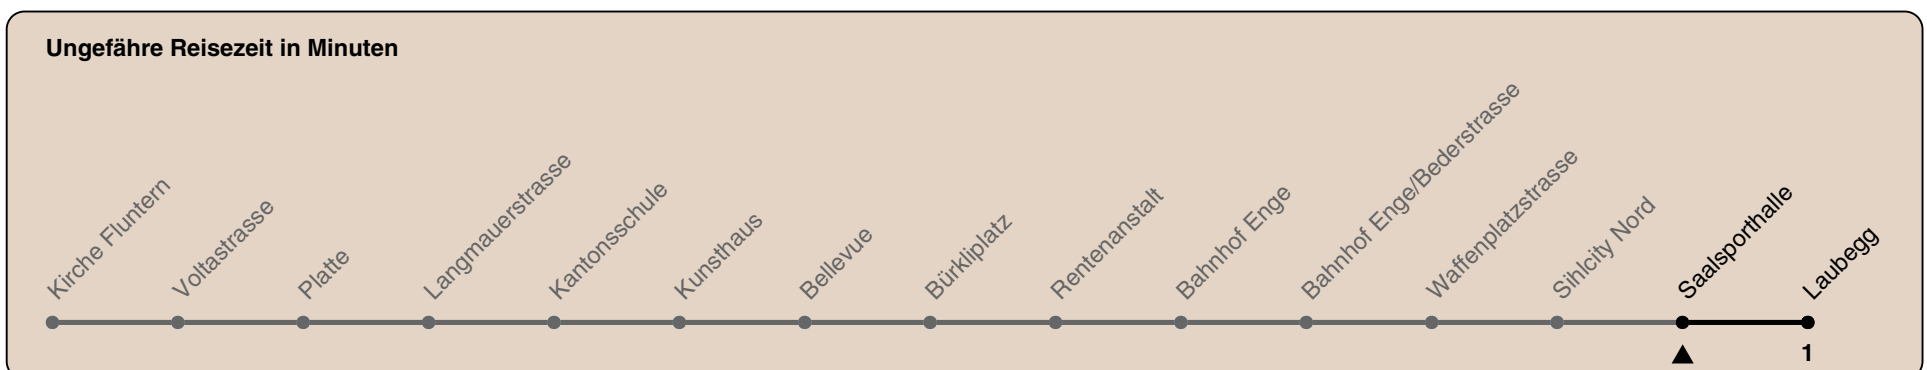 Ungefähre Reisezeit in Minuten
Kirche Fluntern
Voltastrasse
Platte
Langmauerstrasse
Kantonsschule
Kunsthaus
Bellevue
Bürkliplatz
Rentenanstalt
Bahnhof Enge
Bahnhof Enge/Bederstrasse
Waffenplatzstrasse
Sihlcity Nord
Saalsporthalle
Laubegg
1